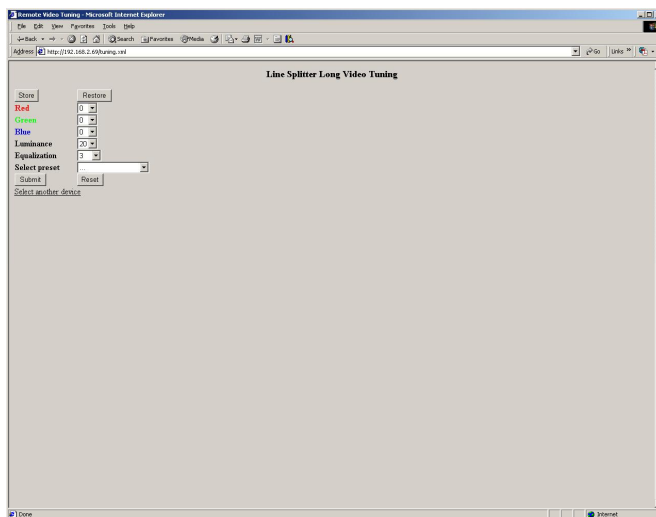 Remote Video Tuning - Microsoft Internet Explorer
File Edit View Favorites Tools Help
Back Search Favorites Media
Address http://192.168.2.69/tuning.xml Go Links »
Line Splitter Long Video Tuning
Store Restore
Red 0
Green 0
Blue 0
Luminance 20
Equalization 3
Select preset ...
Submit Reset
Select another device
Done Internet